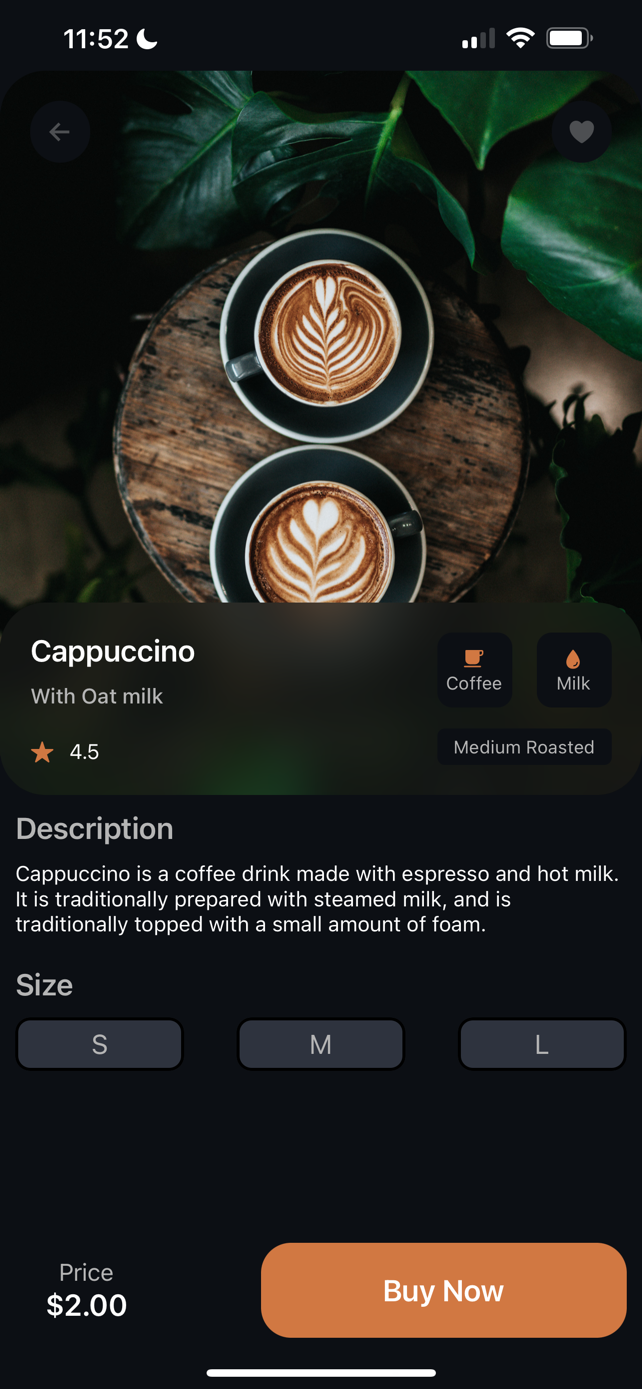 11:52
Cappuccino
With Oat milk
4.5
Coffee
Milk
Medium Roasted
Description
Cappuccino is a coffee drink made with espresso and hot milk.
It is traditionally prepared with steamed milk, and is
traditionally topped with a small amount of foam.
Size
S
M
L
Price
$2.00
Buy Now